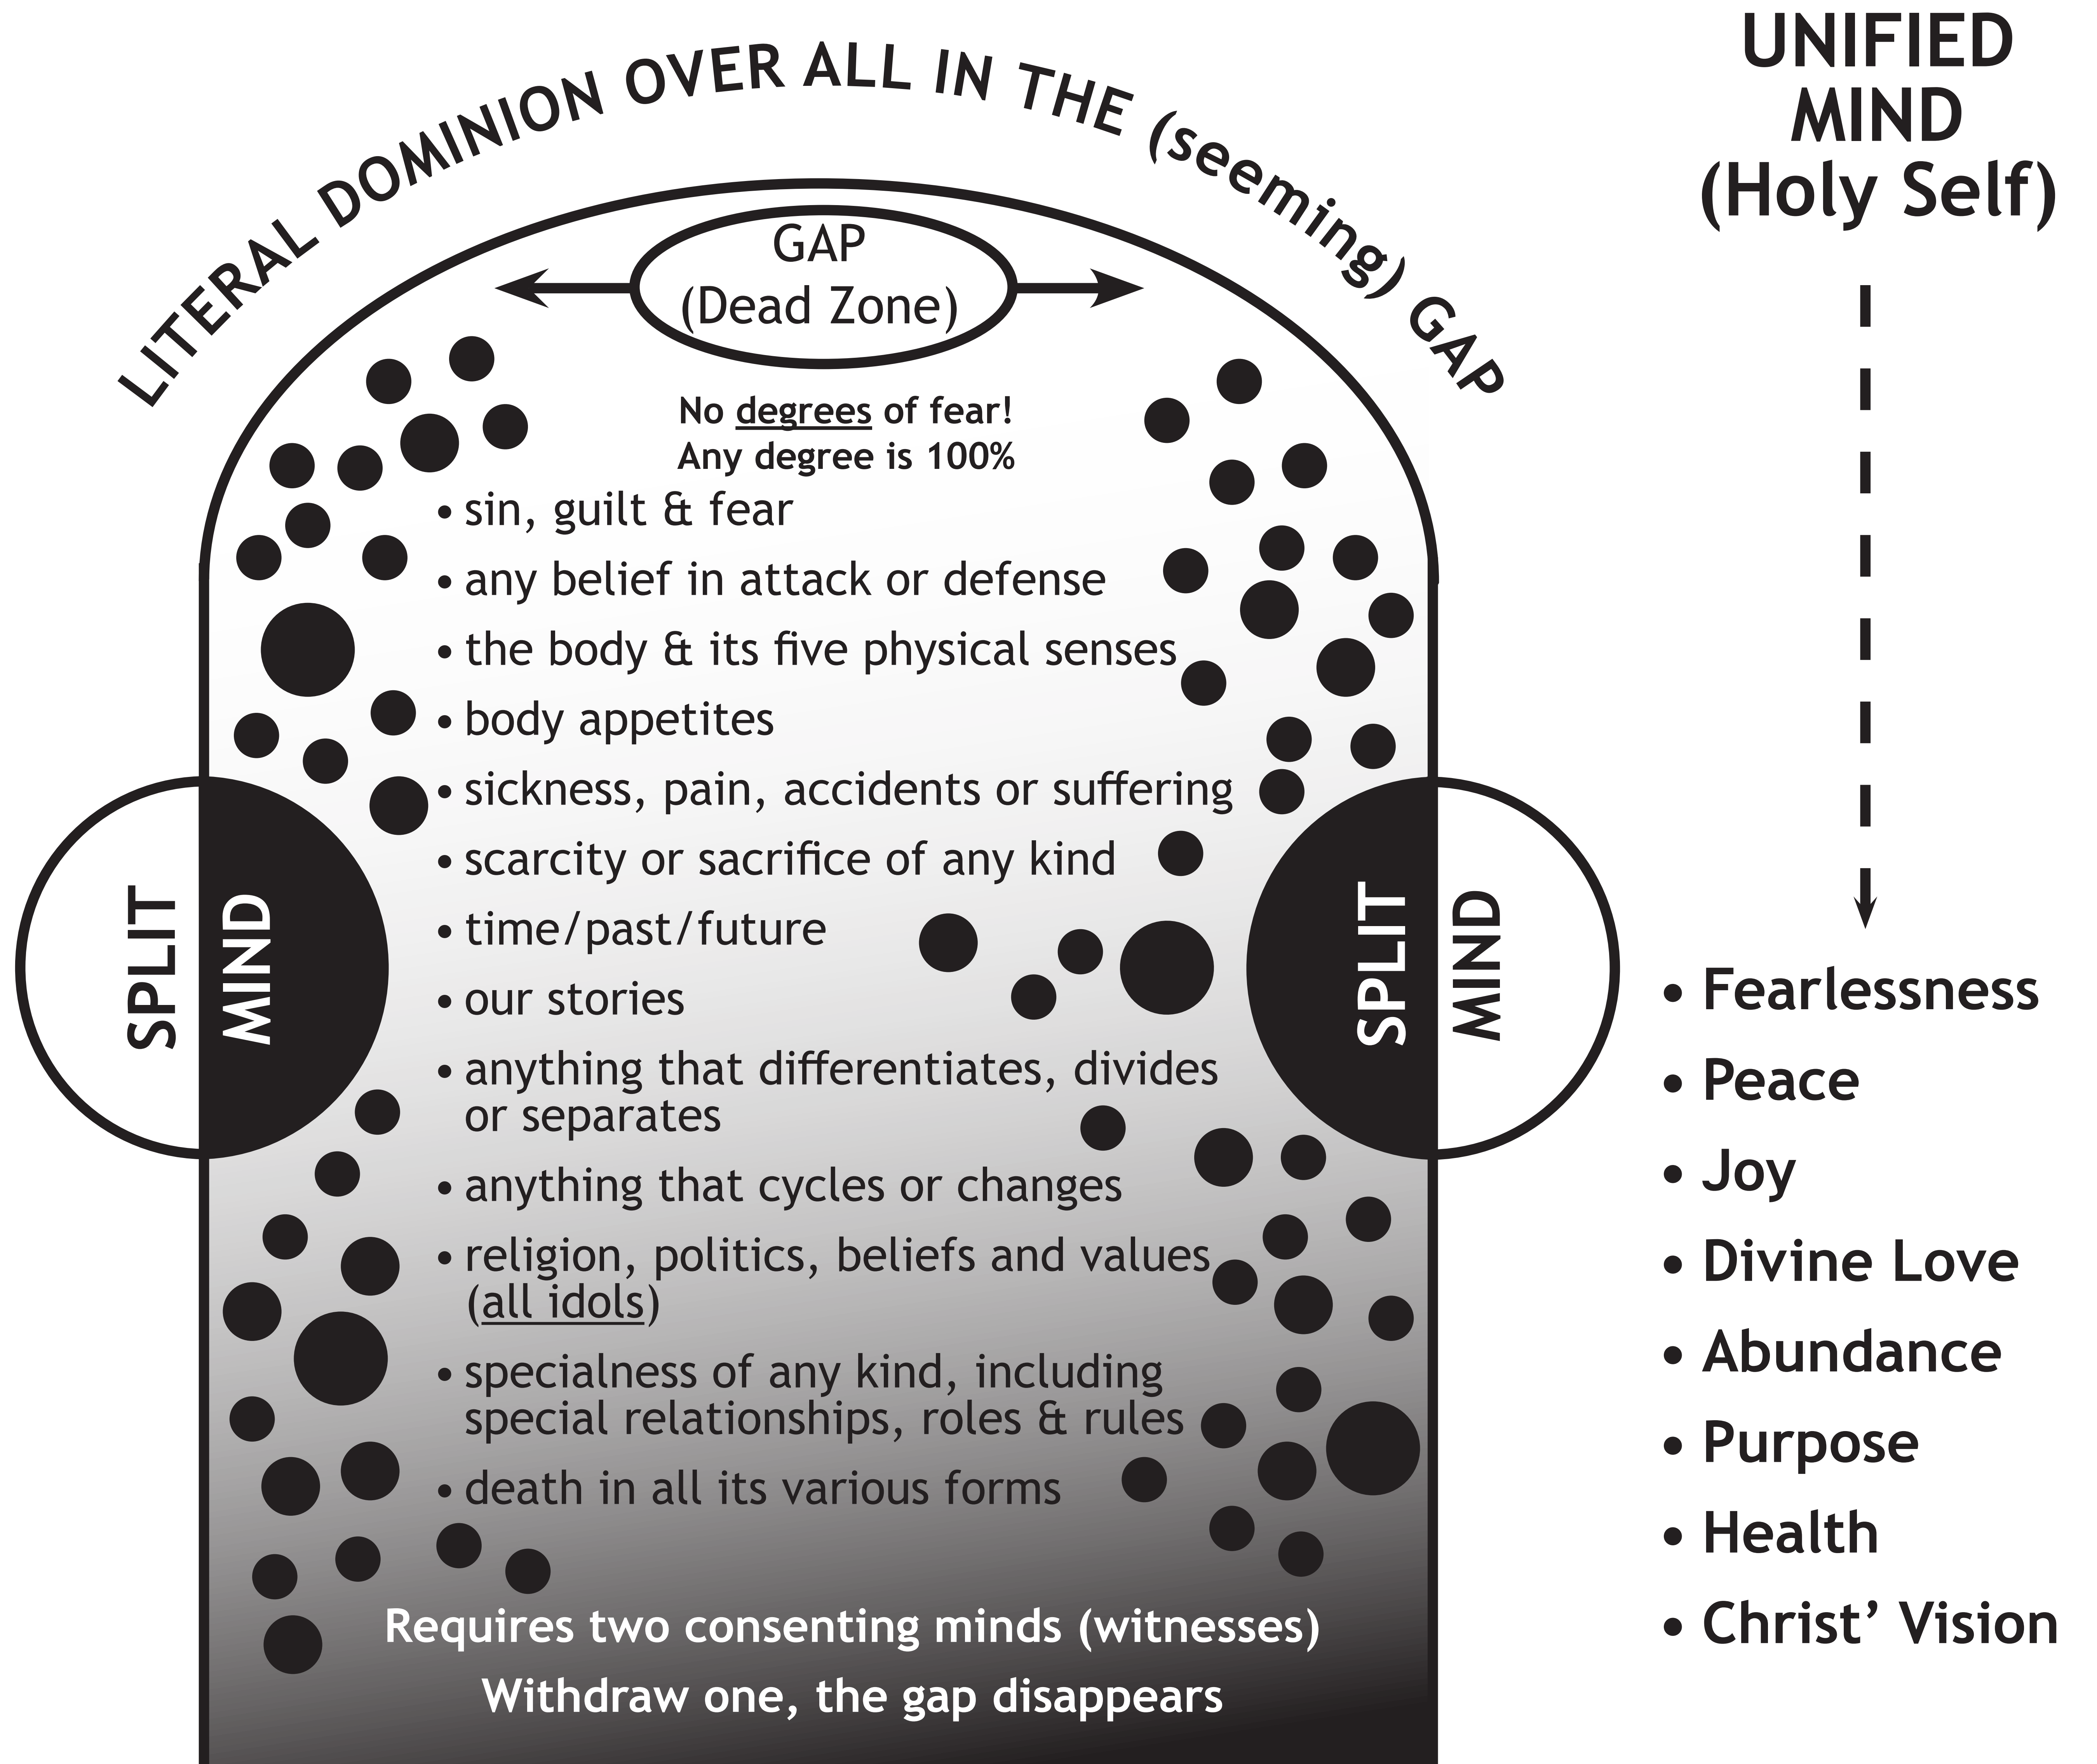 LITERAL DOMINION OVER ALL IN THE (seeming) GAP
GAP
(Dead Zone)
No degrees of fear!
Any degree is 100%
• sin, guilt & fear
• any belief in attack or defense
• the body & its five physical senses
• body appetites
• sickness, pain, accidents or suffering
• scarcity or sacrifice of any kind
• time/past/future
• our stories
• anything that differentiates, divides
or separates
• anything that cycles or changes
• religion, politics, beliefs and values
(all idols)
• specialness of any kind, including
special relationships, roles & rules
• death in all its various forms
Requires two consenting minds (witnesses)
Withdraw one, the gap disappears
SPLIT
MIND
SPLIT
MIND
UNIFIED
MIND
(Holy Self)
• Fearlessness
• Peace
• Joy
• Divine Love
• Abundance
• Purpose
• Health
• Christ’ Vision